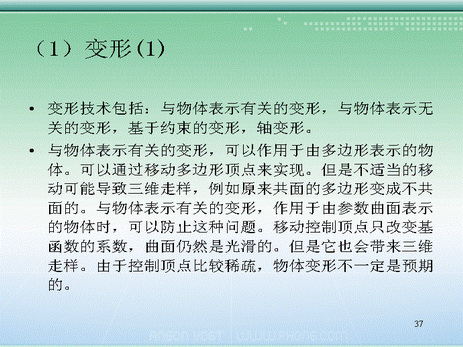 （1）变形(1)
• 变形技术包括：与物体表示有关的变形，与物体表示无
关的变形，基于约束的变形，轴变形。
• 与物体表示有关的变形，可以作用于由多边形表示的物
体。可以通过移动多边形顶点来实现。但是不适当的移
动可能导致三维走样，例如原来共面的多边形变成不共
面的。与物体表示有关的变形，作用于由参数曲面表示
的物体时，可以防止这种问题。移动控制顶点只改变基
函数的系数，曲面仍然是光滑的。但是它也会带来三维
走样。由于控制顶点比较稀疏，物体变形不一定是预期
的。
37